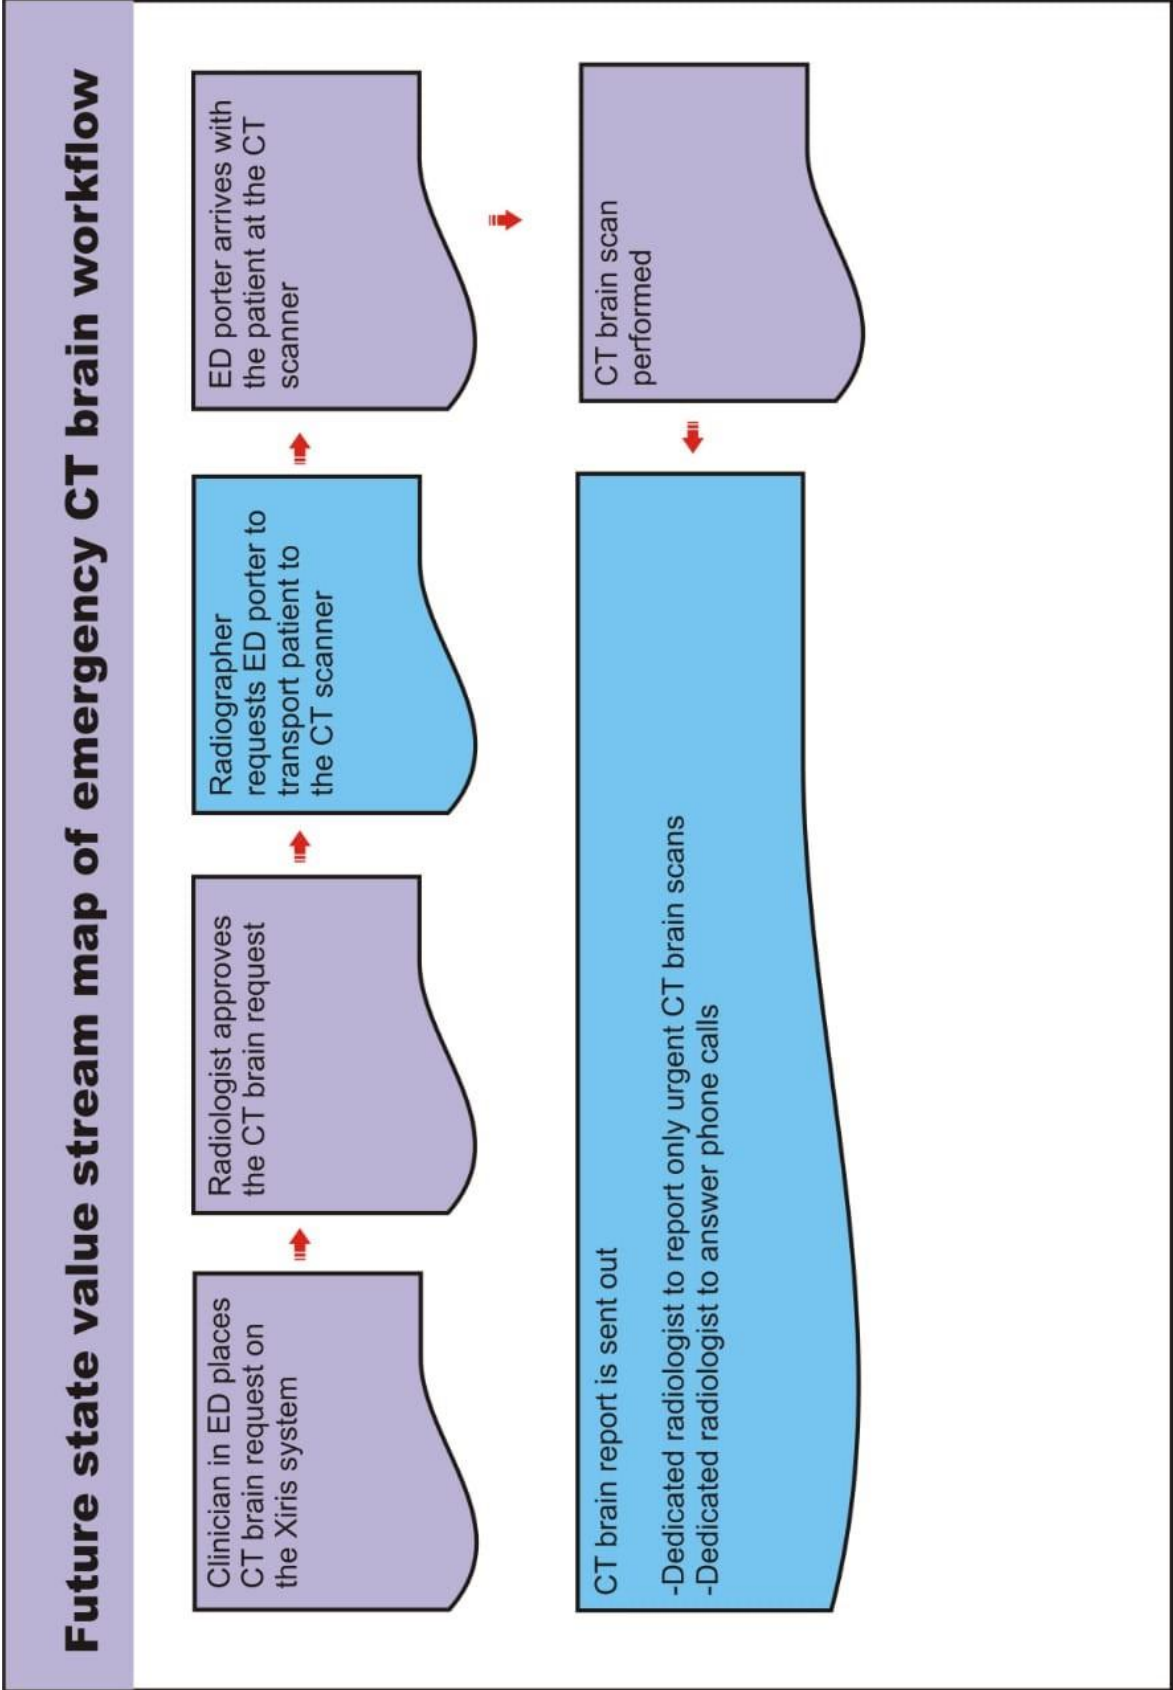 Future state value stream map of emergency CT brain workflow
Clinician in ED places
CT brain request on
the Xiris system
Radiologist approves
the CT brain request
Radiographer
requests ED porter to
transport patient to
the CT scanner
ED porter arrives with
the patient at the CT
scanner
CT brain scan
performed
CT brain report is sent out
-Dedicated radiologist to report only urgent CT brain scans
-Dedicated radiologist to answer phone calls